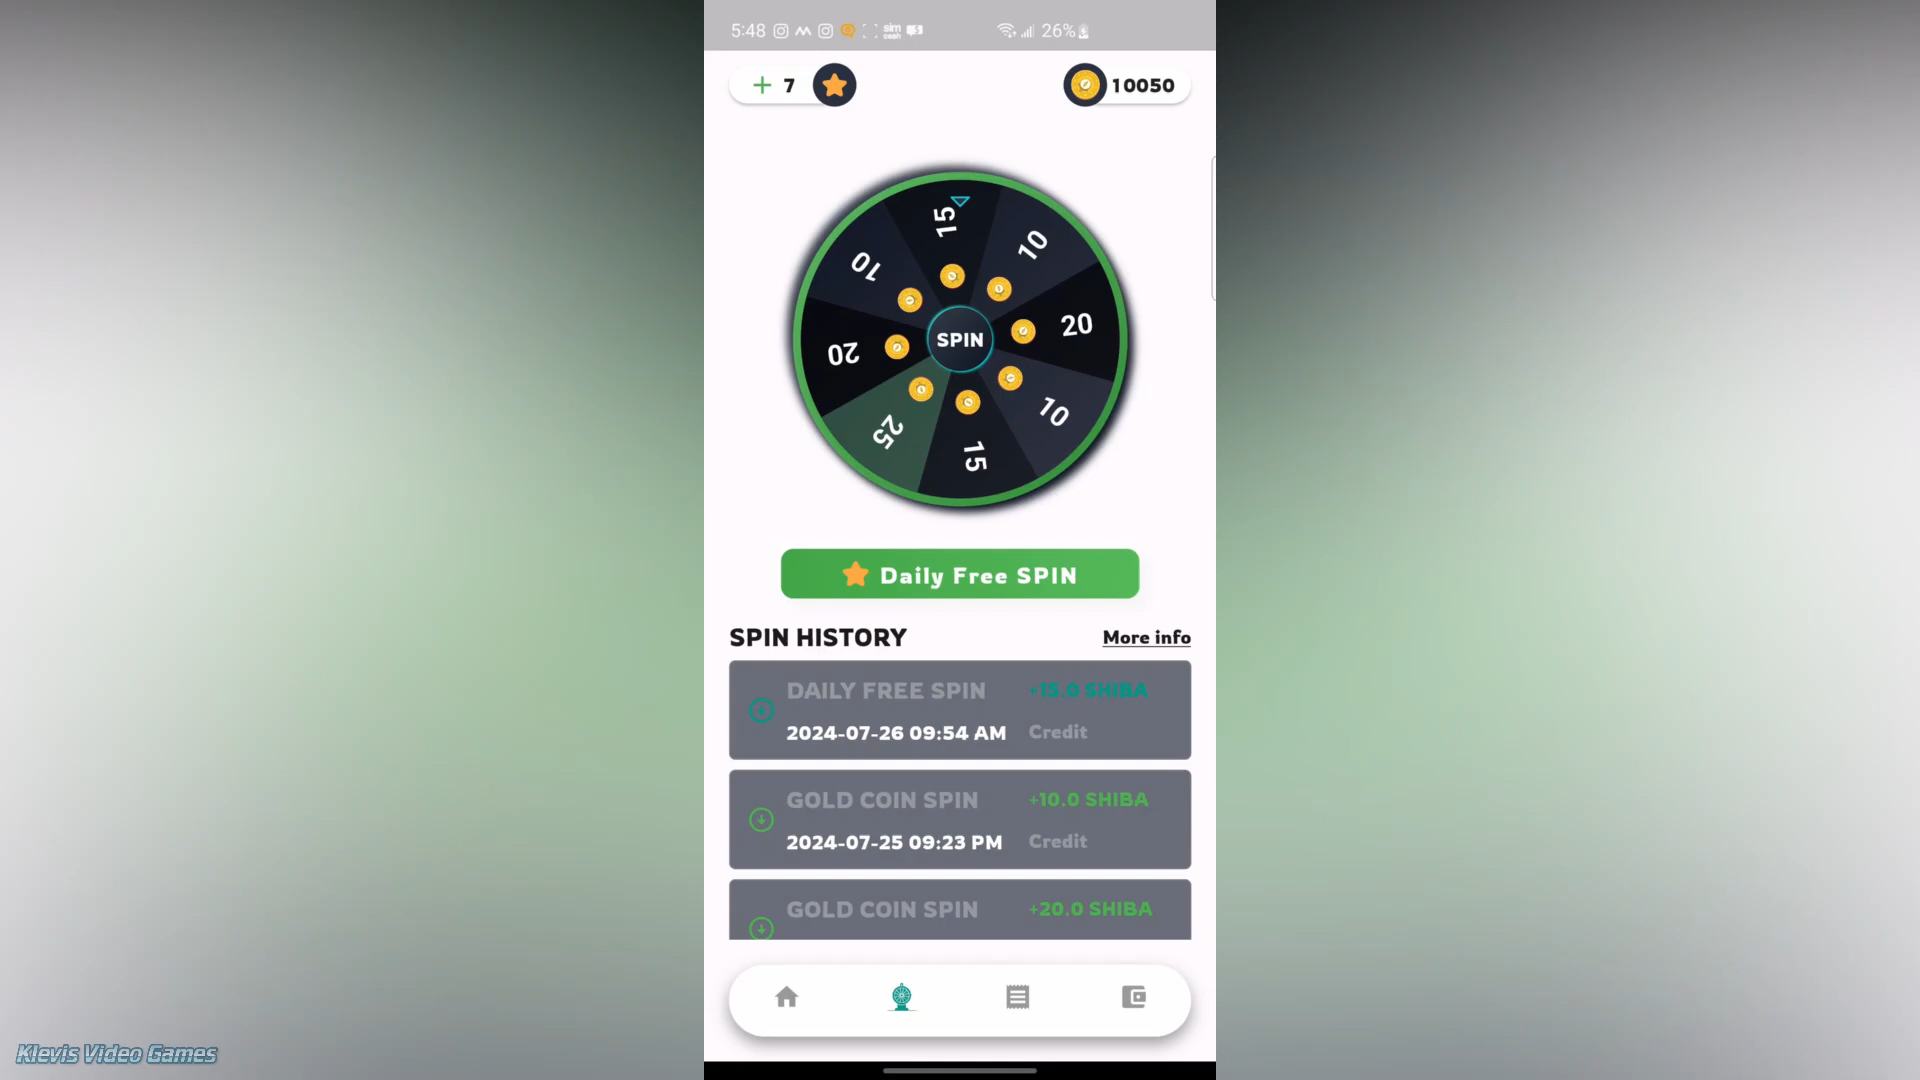 5:48 sim cash 26%
7 10050
15
10
10
20
SPIN
20
10
25
15
Daily Free SPIN
SPIN HISTORY More info
DAILY FREE SPIN +15.0 SHIBA
2024-07-26 09:54 AM Credit
GOLD COIN SPIN +10.0 SHIBA
2024-07-25 09:23 PM Credit
GOLD COIN SPIN +20.0 SHIBA
Klevis Video Games